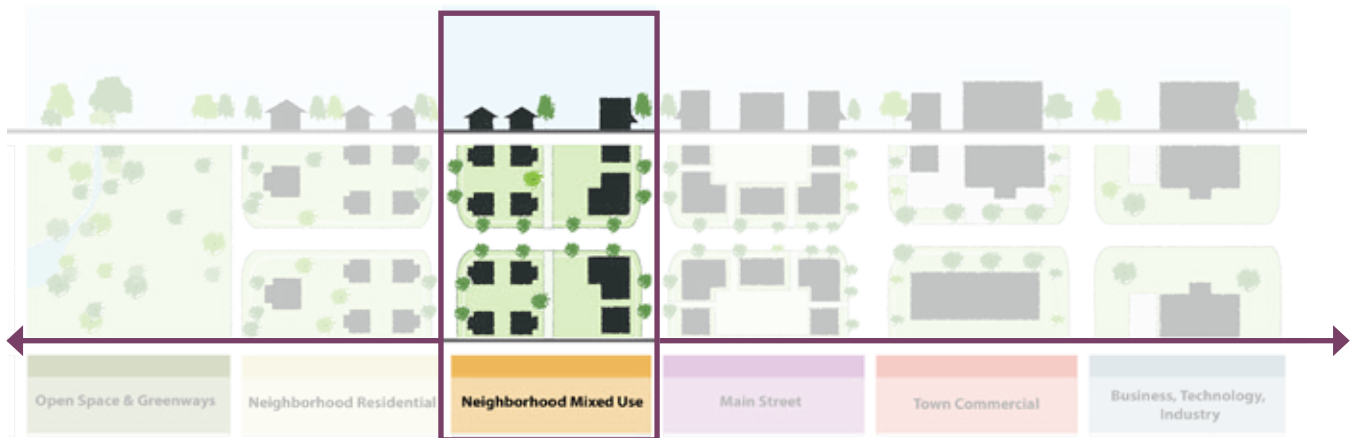 Open Space & Greenways
Neighborhood Residential
Neighborhood Mixed Use
Main Street
Town Commercial
Business, Technology,
Industry